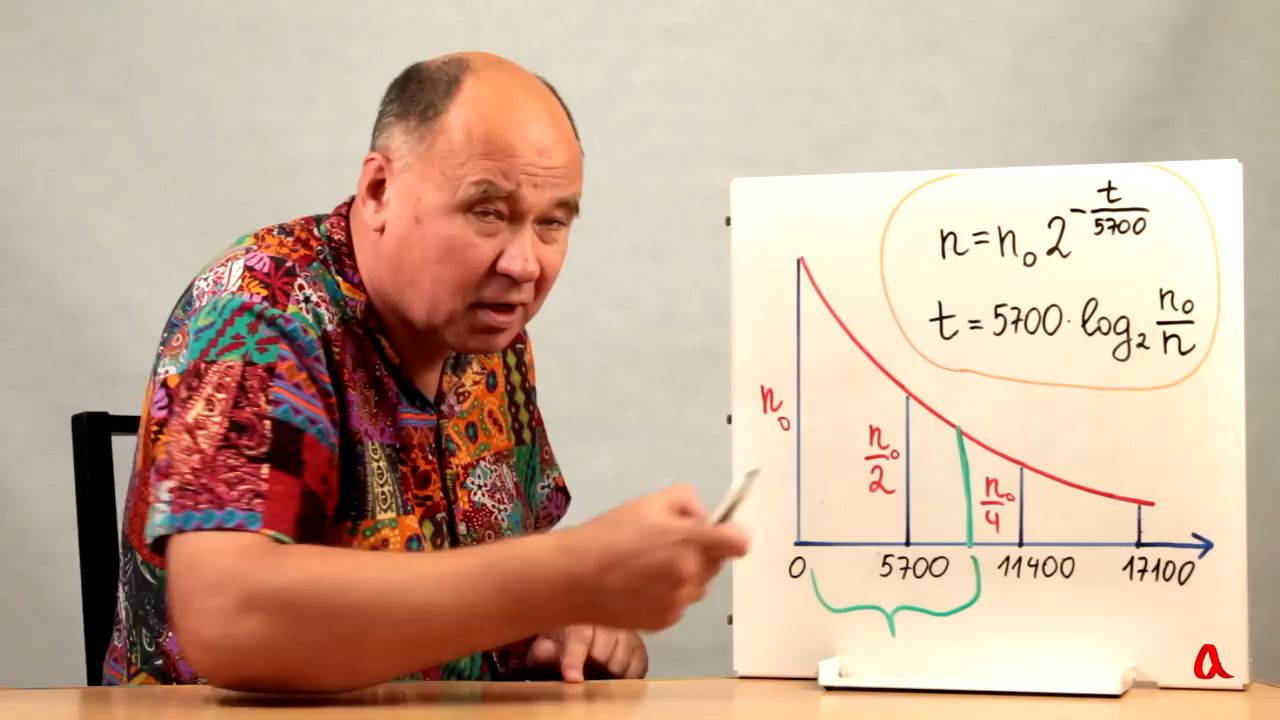 n = n₀ 2^(-t/5700)
t = 5700 · log₂ n₀/n
n₀
n₀/2
n₀/4
0 5700 11400 17100
a